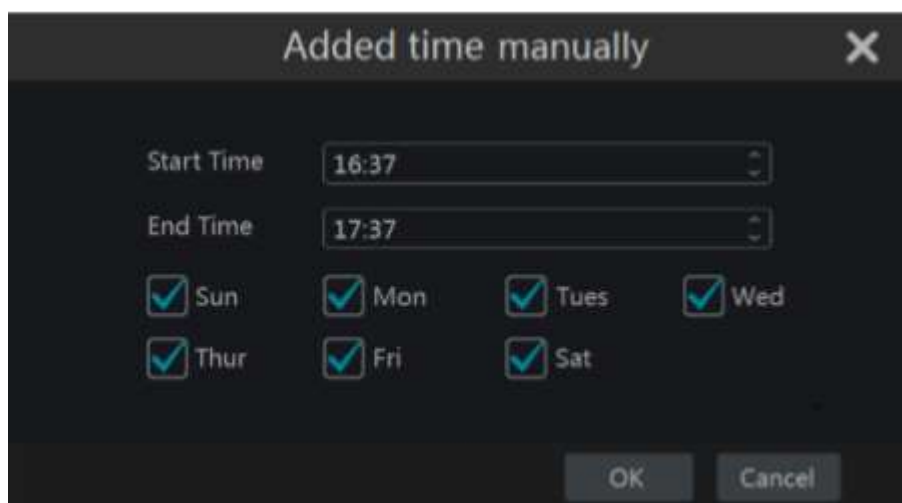 Added time manually
Start Time 16:37
End Time 17:37
Sun Mon Tues Wed
Thur Fri Sat
OK Cancel